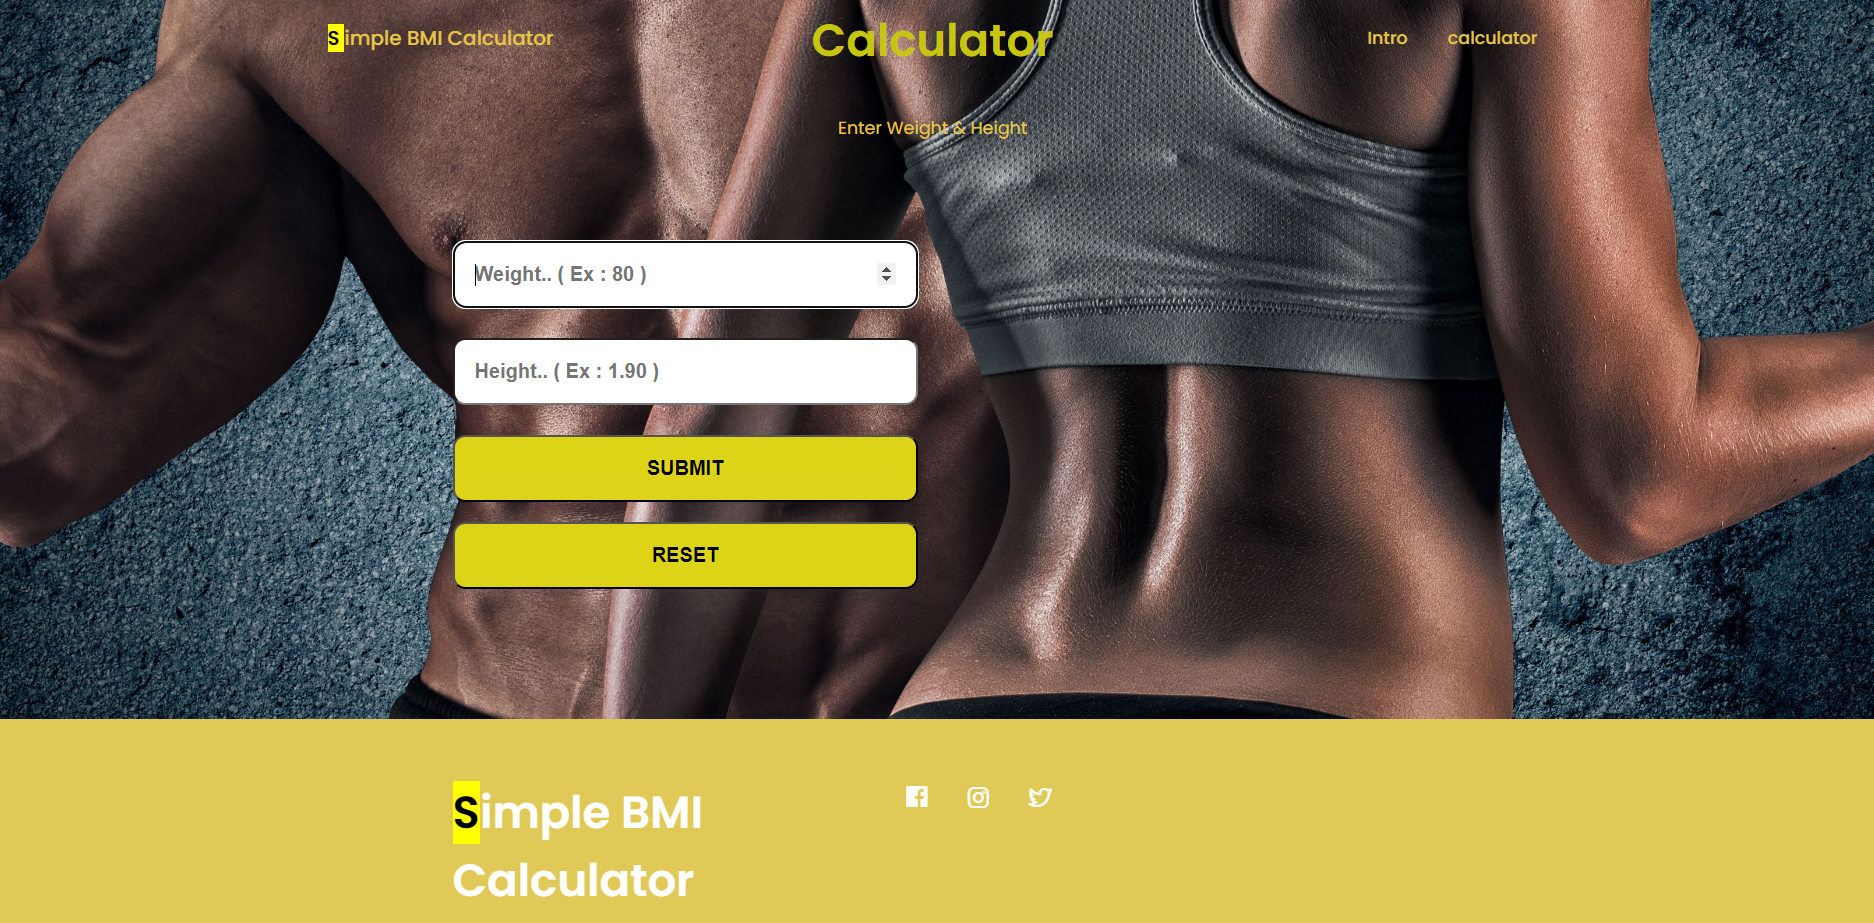 Simple BMI Calculator
Calculator
Intro
calculator
Enter Weight & Height
Weight.. ( Ex : 80 )
Height.. ( Ex : 1.90 )
SUBMIT
RESET
Simple BMI
Calculator